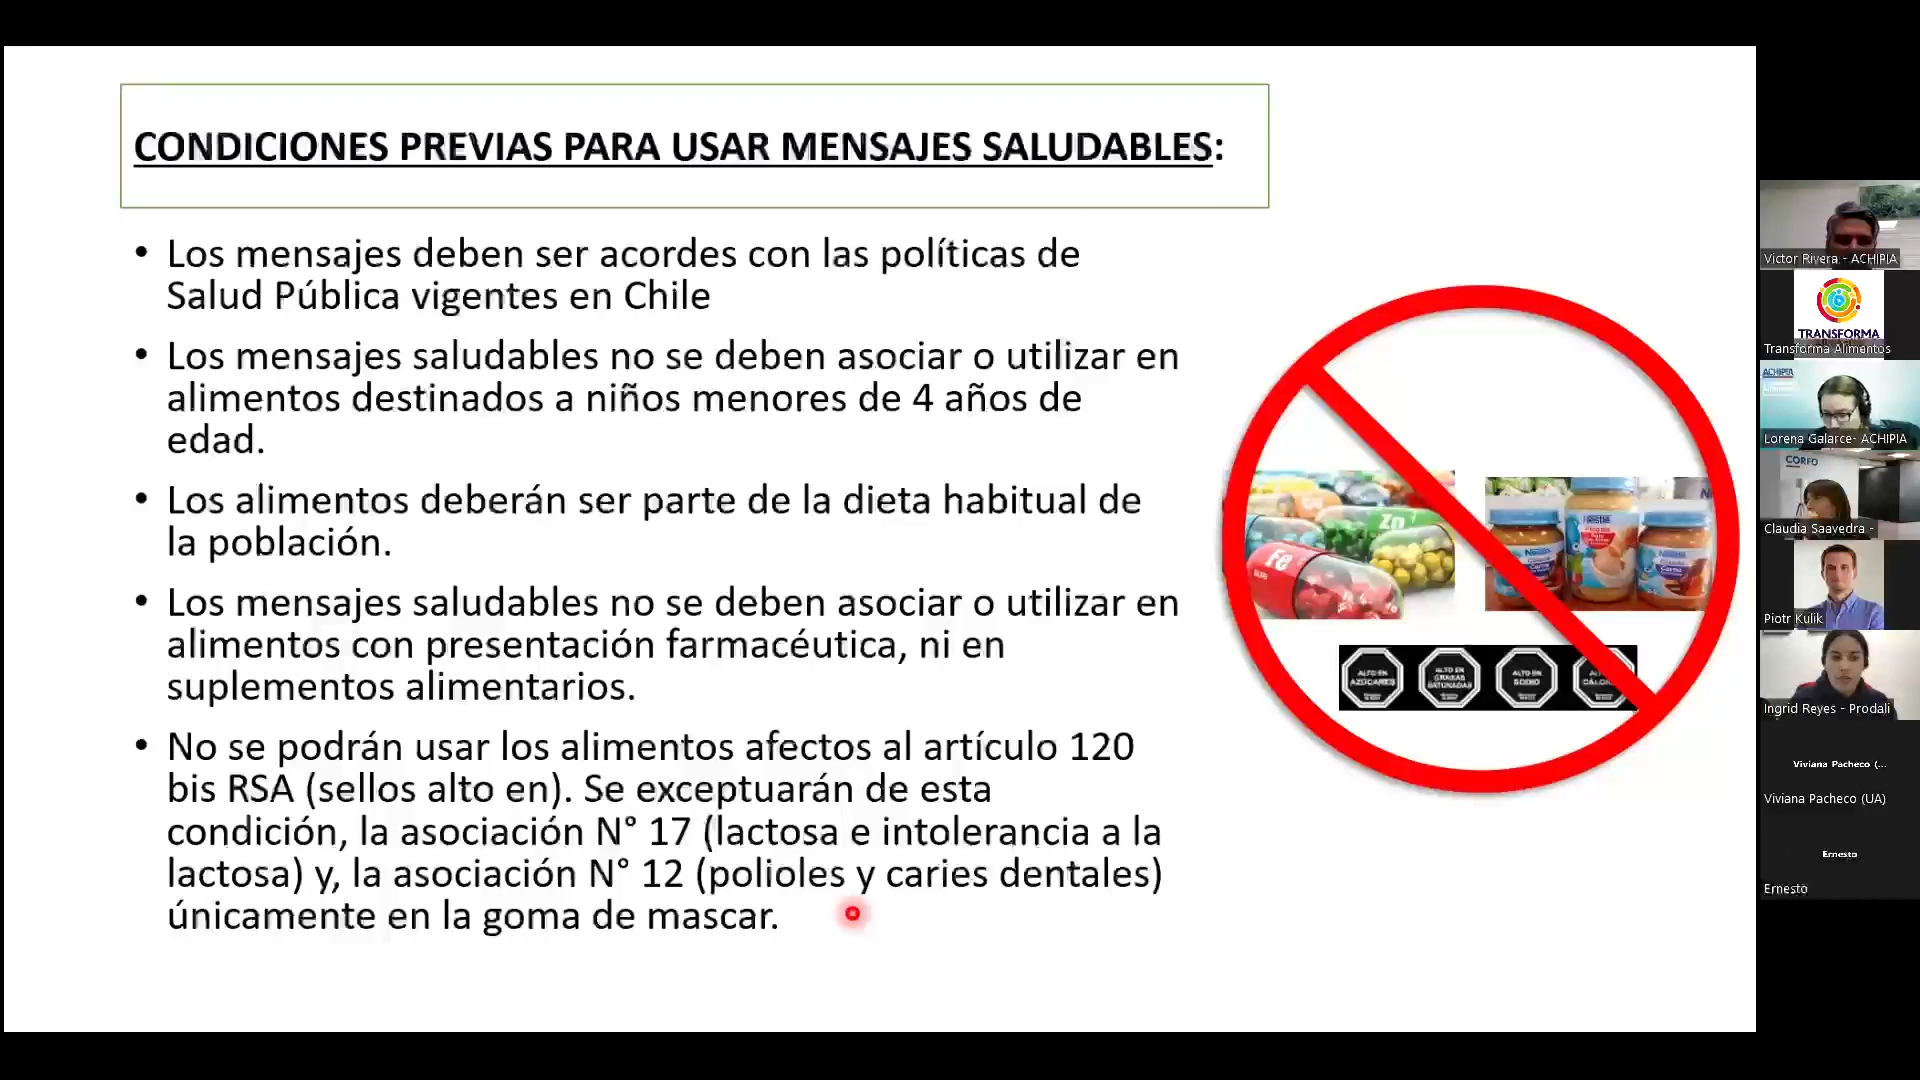 CONDICIONES PREVIAS PARA USAR MENSAJES SALUDABLES:
• Los mensajes deben ser acordes con las políticas de
Salud Pública vigentes en Chile
• Los mensajes saludables no se deben asociar o utilizar en
alimentos destinados a niños menores de 4 años de
edad.
• Los alimentos deberán ser parte de la dieta habitual de
la población.
• Los mensajes saludables no se deben asociar o utilizar en
alimentos con presentación farmacéutica, ni en
suplementos alimentarios.
• No se podrán usar los alimentos afectos al artículo 120
bis RSA (sellos alto en). Se exceptuarán de esta
condición, la asociación N° 17 (lactosa e intolerancia a la
lactosa) y, la asociación N° 12 (polioles y caries dentales)
únicamente en la goma de mascar.
Zn
Fe
Nestlé
ALTO EN
AZÚCARES
ALTO EN
GRASAS
SATURADAS
ALTO EN
SODIO
Victor Rivera - ACHIPIA
TRANSFORMA
Transforma Alimentos
ACHIPIA
Lorena Galarce- ACHIPIA
CORFO
Claudia Saavedra -
Piotr Kulik
Ingrid Reyes - Prodali
Viviana Pacheco (...
Viviana Pacheco (UA)
Ernesto
Ernesto